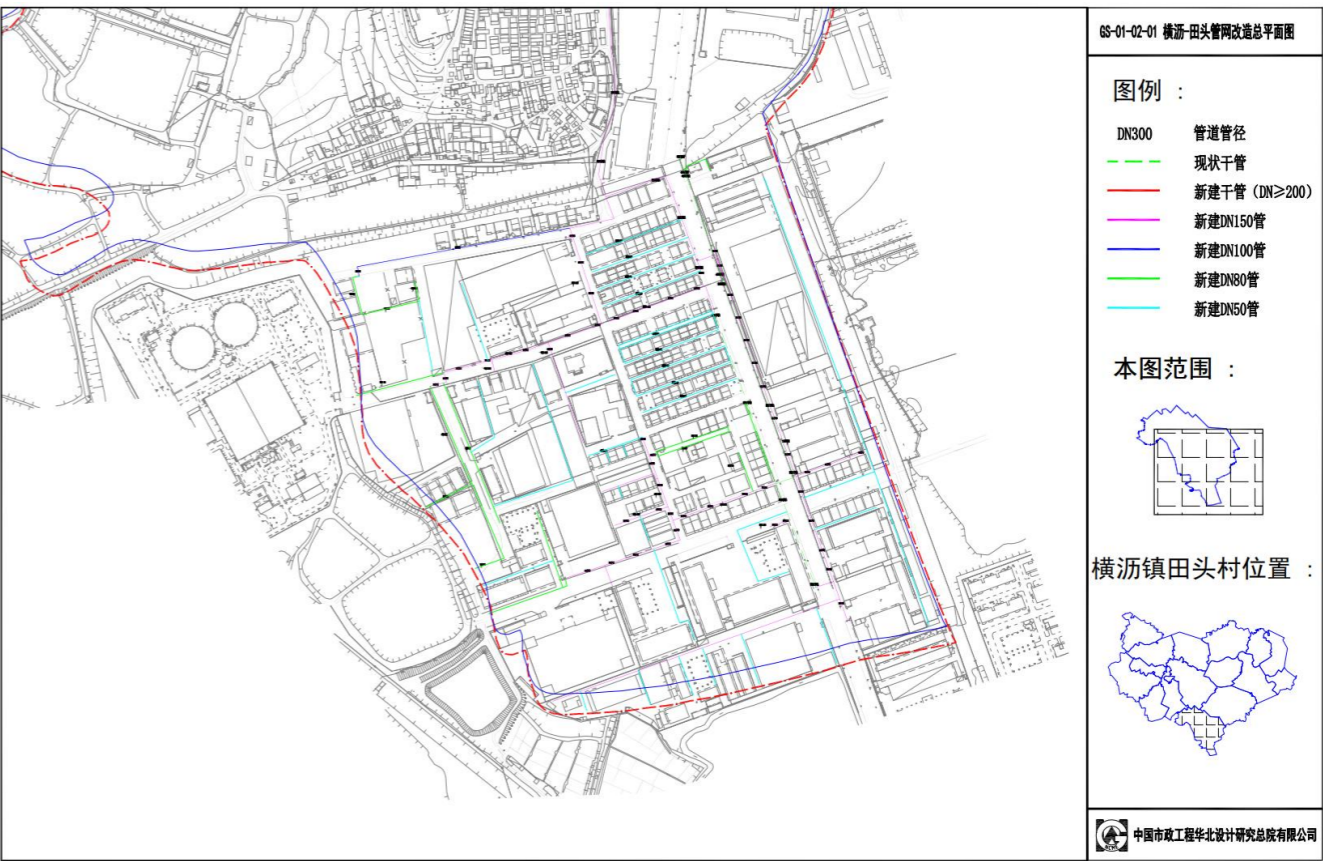 GS-01-02-01 横沥-田头管网改造总平面图
图例：
DN300 管道管径
现状干管
新建干管（DN≥200）
新建DN150管
新建DN100管
新建DN80管
新建DN50管
本图范围：
横沥镇田头村位置：
中国市政工程华北设计研究总院有限公司